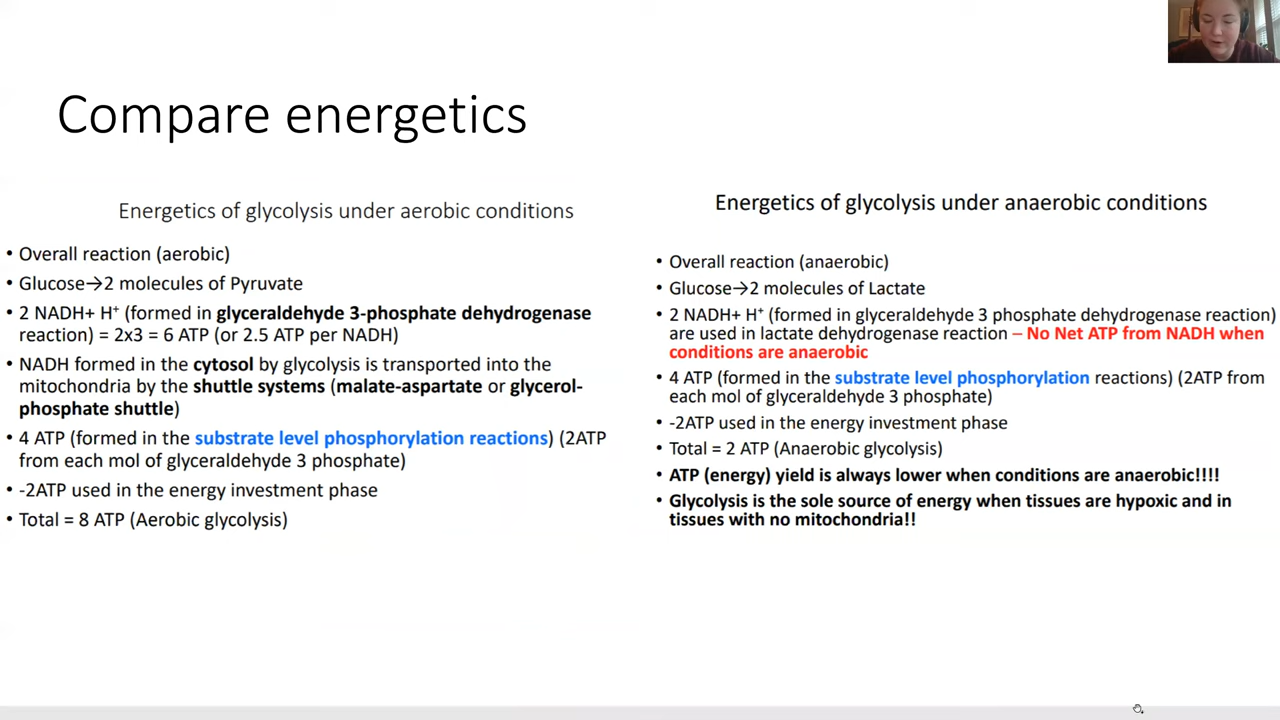 Compare energetics
Energetics of glycolysis under aerobic conditions
• Overall reaction (aerobic)
• Glucose→2 molecules of Pyruvate
• 2 NADH+ H⁺ (formed in glyceraldehyde 3-phosphate dehydrogenase
reaction) = 2x3 = 6 ATP (or 2.5 ATP per NADH)
• NADH formed in the cytosol by glycolysis is transported into the
mitochondria by the shuttle systems (malate-aspartate or glycerol-
phosphate shuttle)
• 4 ATP (formed in the substrate level phosphorylation reactions) (2ATP
from each mol of glyceraldehyde 3 phosphate)
• -2ATP used in the energy investment phase
• Total = 8 ATP (Aerobic glycolysis)
Energetics of glycolysis under anaerobic conditions
• Overall reaction (anaerobic)
• Glucose→2 molecules of Lactate
• 2 NADH+ H⁺ (formed in glyceraldehyde 3 phosphate dehydrogenase reaction)
are used in lactate dehydrogenase reaction – No Net ATP from NADH when
conditions are anaerobic
• 4 ATP (formed in the substrate level phosphorylation reactions) (2ATP from
each mol of glyceraldehyde 3 phosphate)
• -2ATP used in the energy investment phase
• Total = 2 ATP (Anaerobic glycolysis)
• ATP (energy) yield is always lower when conditions are anaerobic!!!!
• Glycolysis is the sole source of energy when tissues are hypoxic and in
tissues with no mitochondria!!